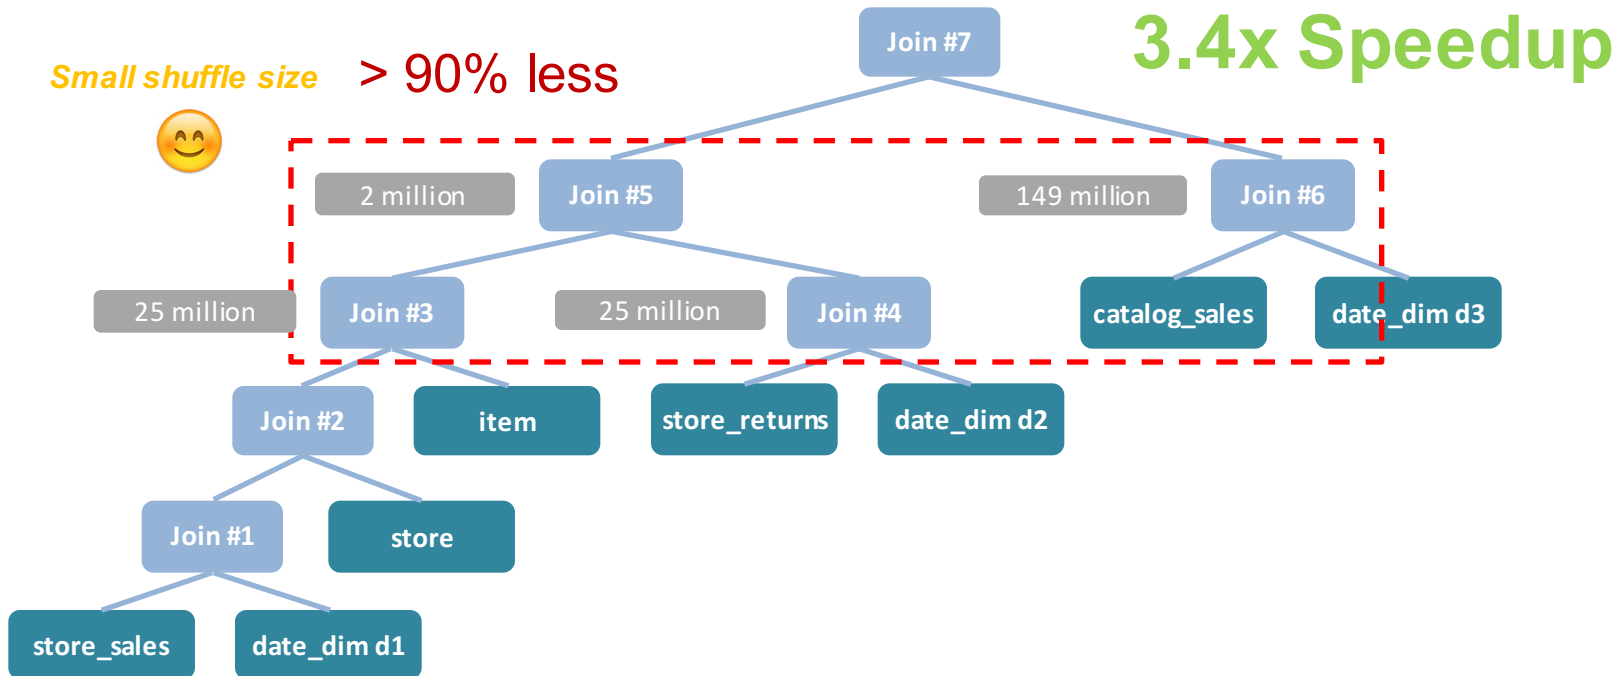 Join #7
3.4x Speedup
Small shuffle size
> 90% less
2 million
Join #5
149 million
Join #6
25 million
Join #3
25 million
Join #4
catalog_sales
date_dim d3
Join #2
item
store_returns
date_dim d2
Join #1
store
store_sales
date_dim d1